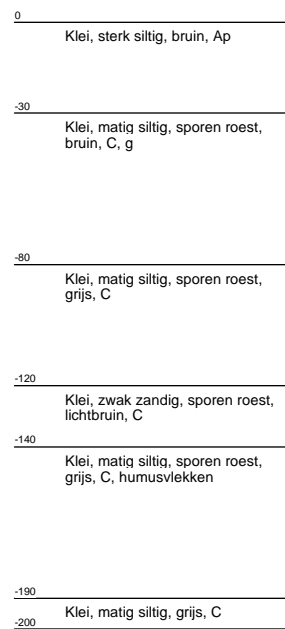 0
Klei, sterk siltig, bruin, Ap
-30
Klei, matig siltig, sporen roest,
bruin, C, g
-80
Klei, matig siltig, sporen roest,
grijs, C
-120
Klei, zwak zandig, sporen roest,
lichtbruin, C
-140
Klei, matig siltig, sporen roest,
grijs, C, humusvlekken
-190
Klei, matig siltig, grijs, C
-200